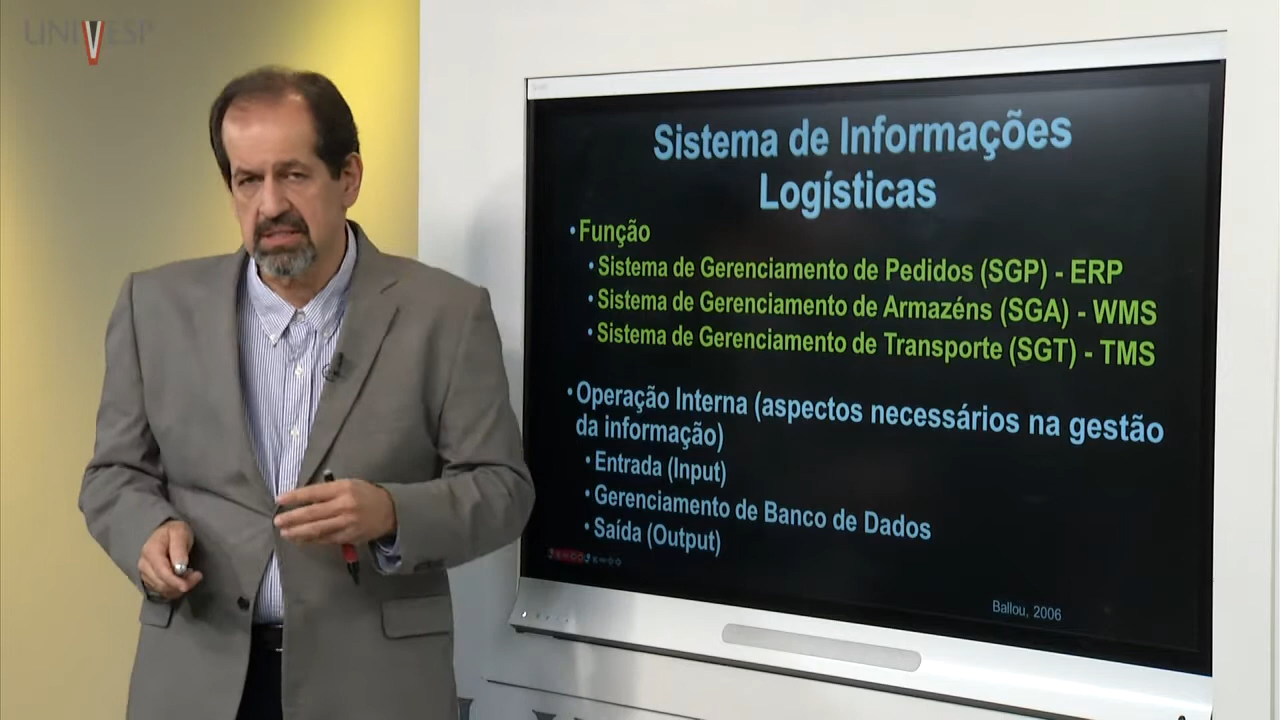 UNIVESP
Sistema de Informações
Logísticas
•Função
•Sistema de Gerenciamento de Pedidos (SGP) - ERP
•Sistema de Gerenciamento de Armazéns (SGA) - WMS
•Sistema de Gerenciamento de Transporte (SGT) - TMS
•Operação Interna (aspectos necessários na gestão
da informação)
•Entrada (Input)
•Gerenciamento de Banco de Dados
•Saída (Output)
Ballou, 2006